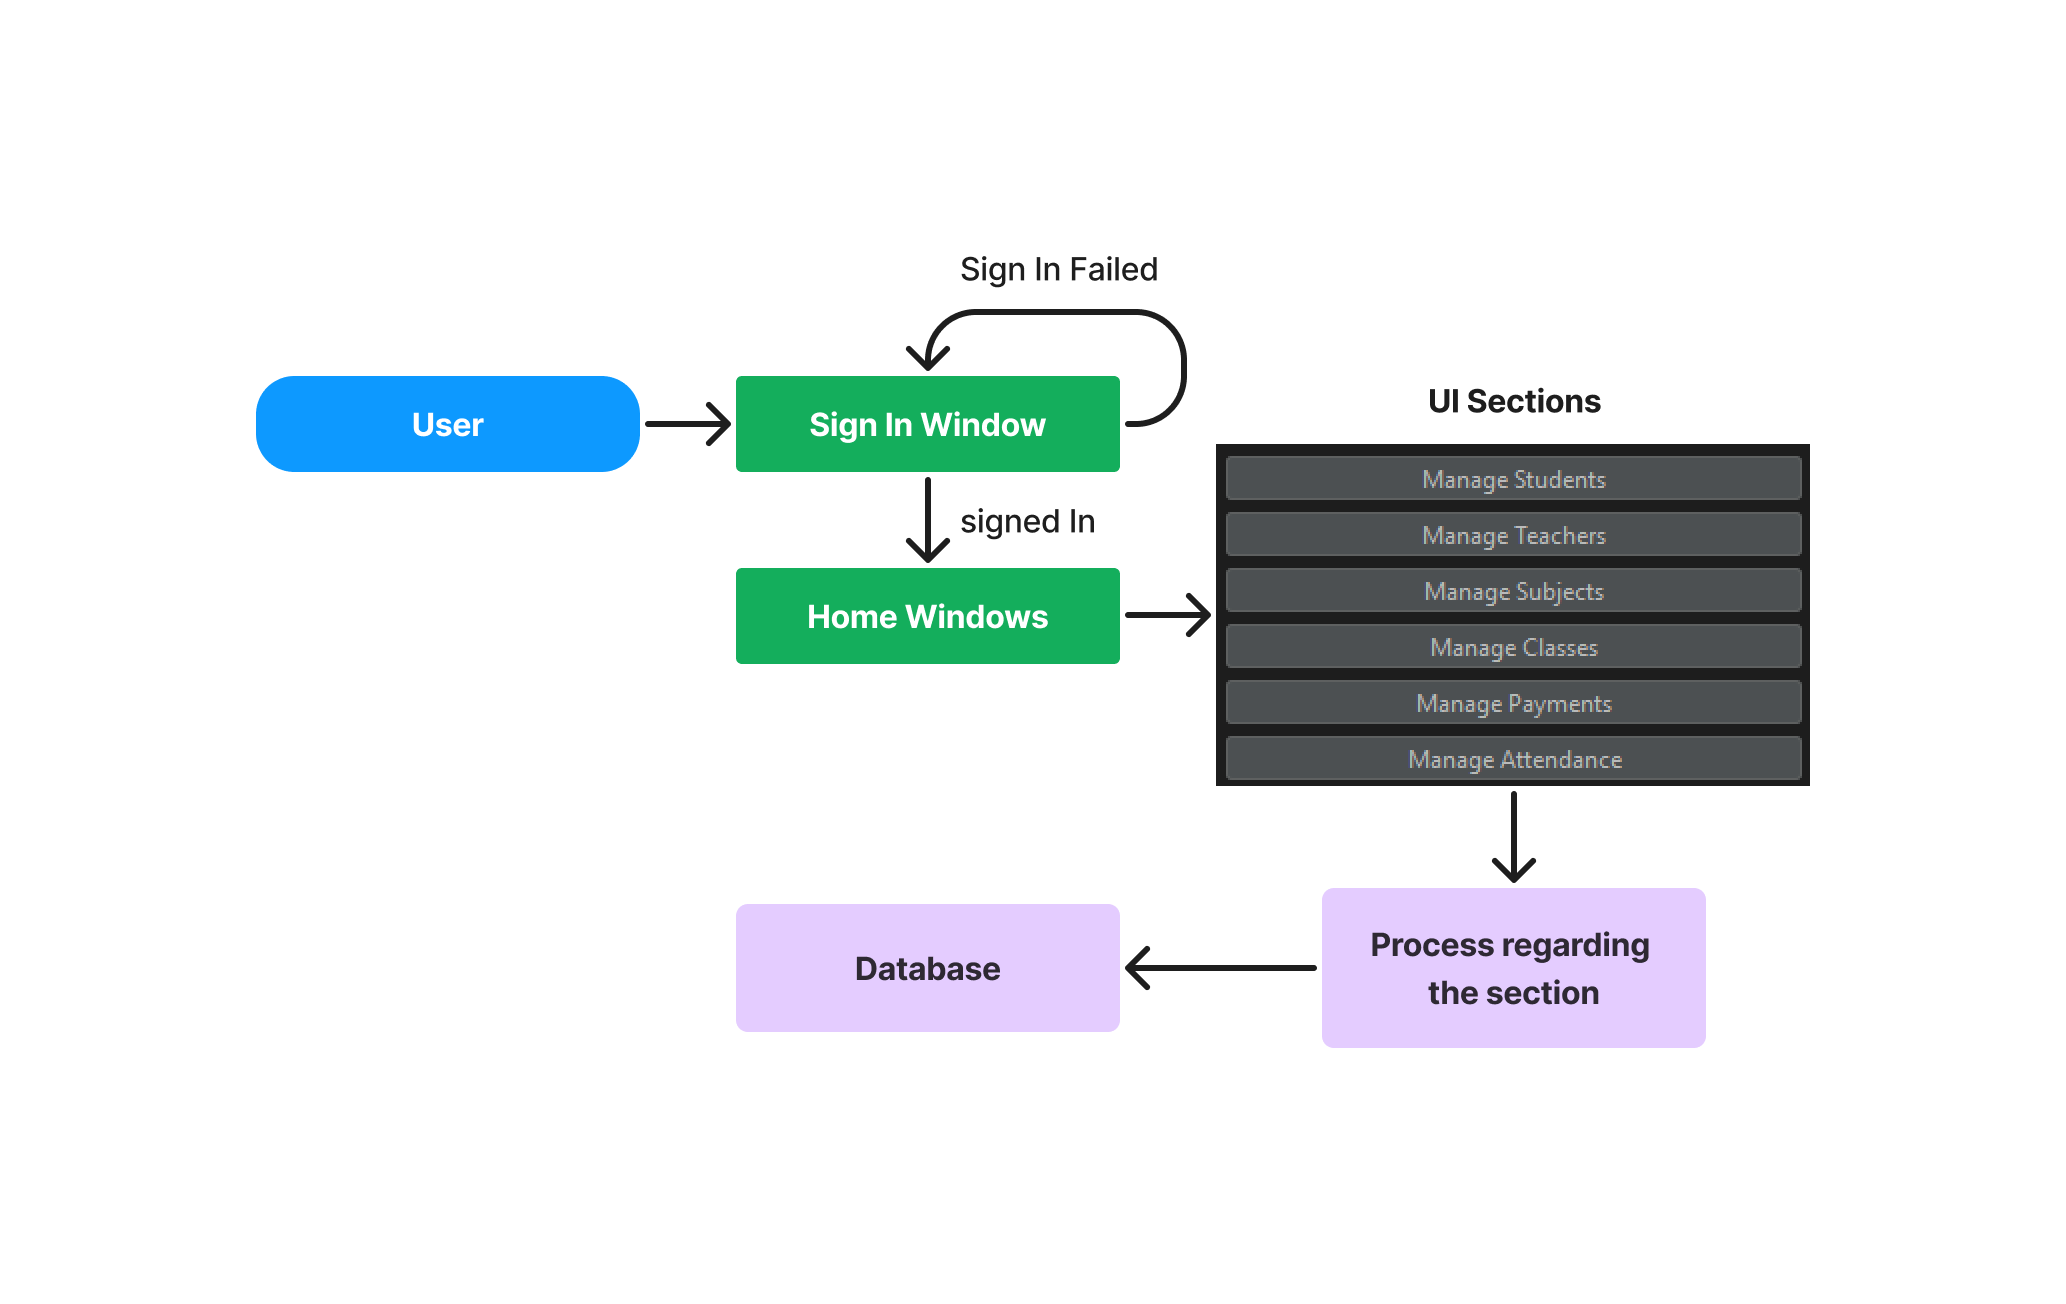 Sign In Failed
User
Sign In Window
signed In
Home Windows
UI Sections
Manage Students
Manage Teachers
Manage Subjects
Manage Classes
Manage Payments
Manage Attendance
Process regarding
the section
Database